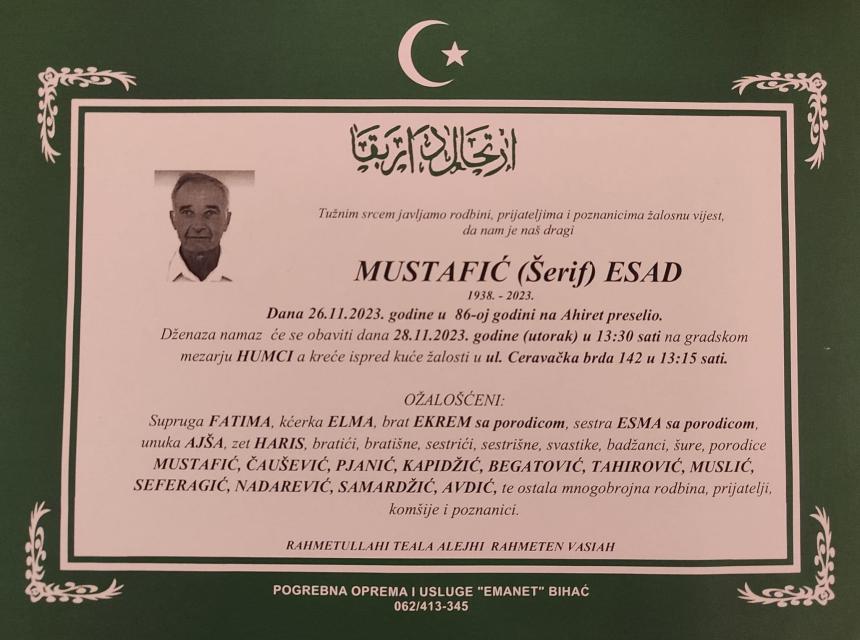 ارتحال دار بقا
Tužnim srcem javljamo rodbini, prijateljima i poznanicima žalosnu vijest,
da nam je naš dragi
MUSTAFIĆ (Šerif) ESAD
1938. - 2023.
Dana 26.11.2023. godine u 86-oj godini na Ahiret preselio.
Dženaza namaz će se obaviti dana 28.11.2023. godine (utorak) u 13:30 sati na gradskom
mezarju HUMCI a kreće ispred kuće žalosti u ul. Ceravačka brda 142 u 13:15 sati.
OŽALOŠĆENI:
Supruga FATIMA, kćerka ELMA, brat EKREM sa porodicom, sestra ESMA sa porodicom,
unuka AJŠA, zet HARIS, bratići, bratišne, sestrići, sestrišne, svastike, badžanci, šure, porodice
MUSTAFIĆ, ČAUŠEVIĆ, PJANIĆ, KAPIDŽIĆ, BEGATOVIĆ, TAHIROVIĆ, MUSLIĆ,
SEFERAGIĆ, NADAREVIĆ, SAMARDŽIĆ, AVDIĆ, te ostala mnogobrojna rodbina, prijatelji,
komšije i poznanici.
RAHMETULLAHI TEALA ALEJHI RAHMETEN VASIAH
POGREBNA OPREMA I USLUGE "EMANET" BIHAĆ
062/413-345